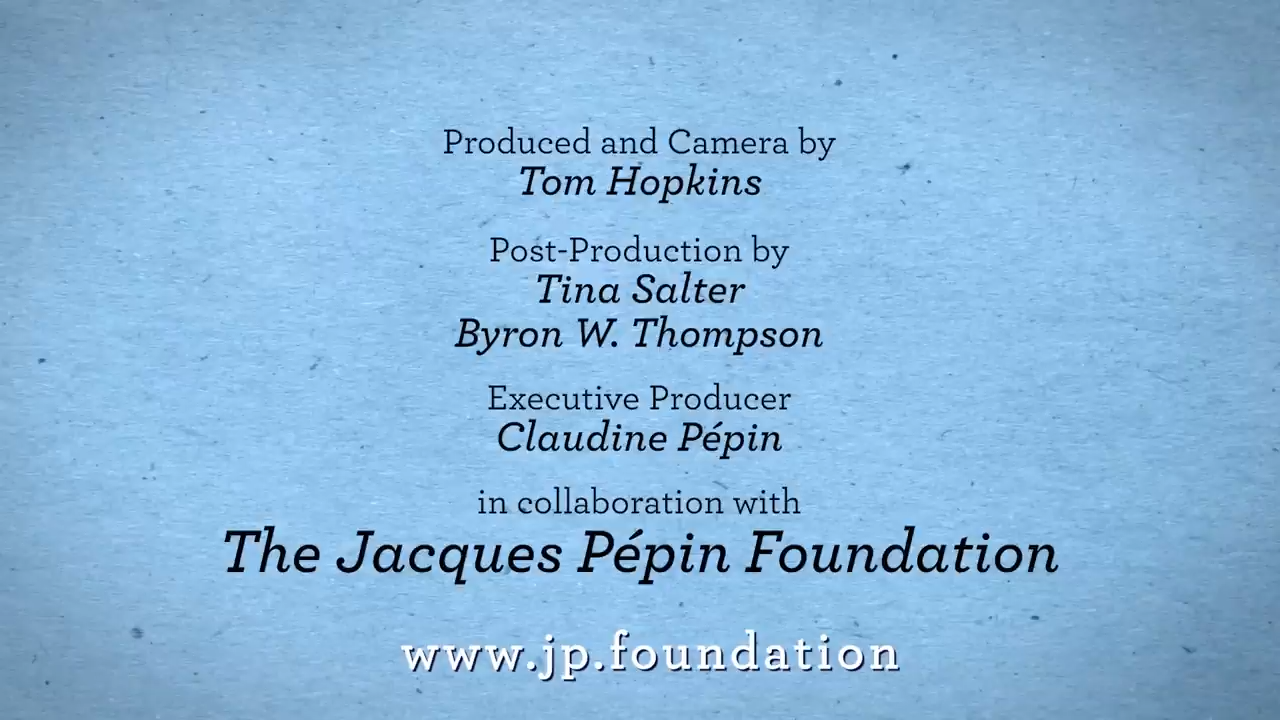 Produced and Camera by
Tom Hopkins
Post-Production by
Tina Salter
Byron W. Thompson
Executive Producer
Claudine Pépin
in collaboration with
The Jacques Pépin Foundation
www.jp.foundation